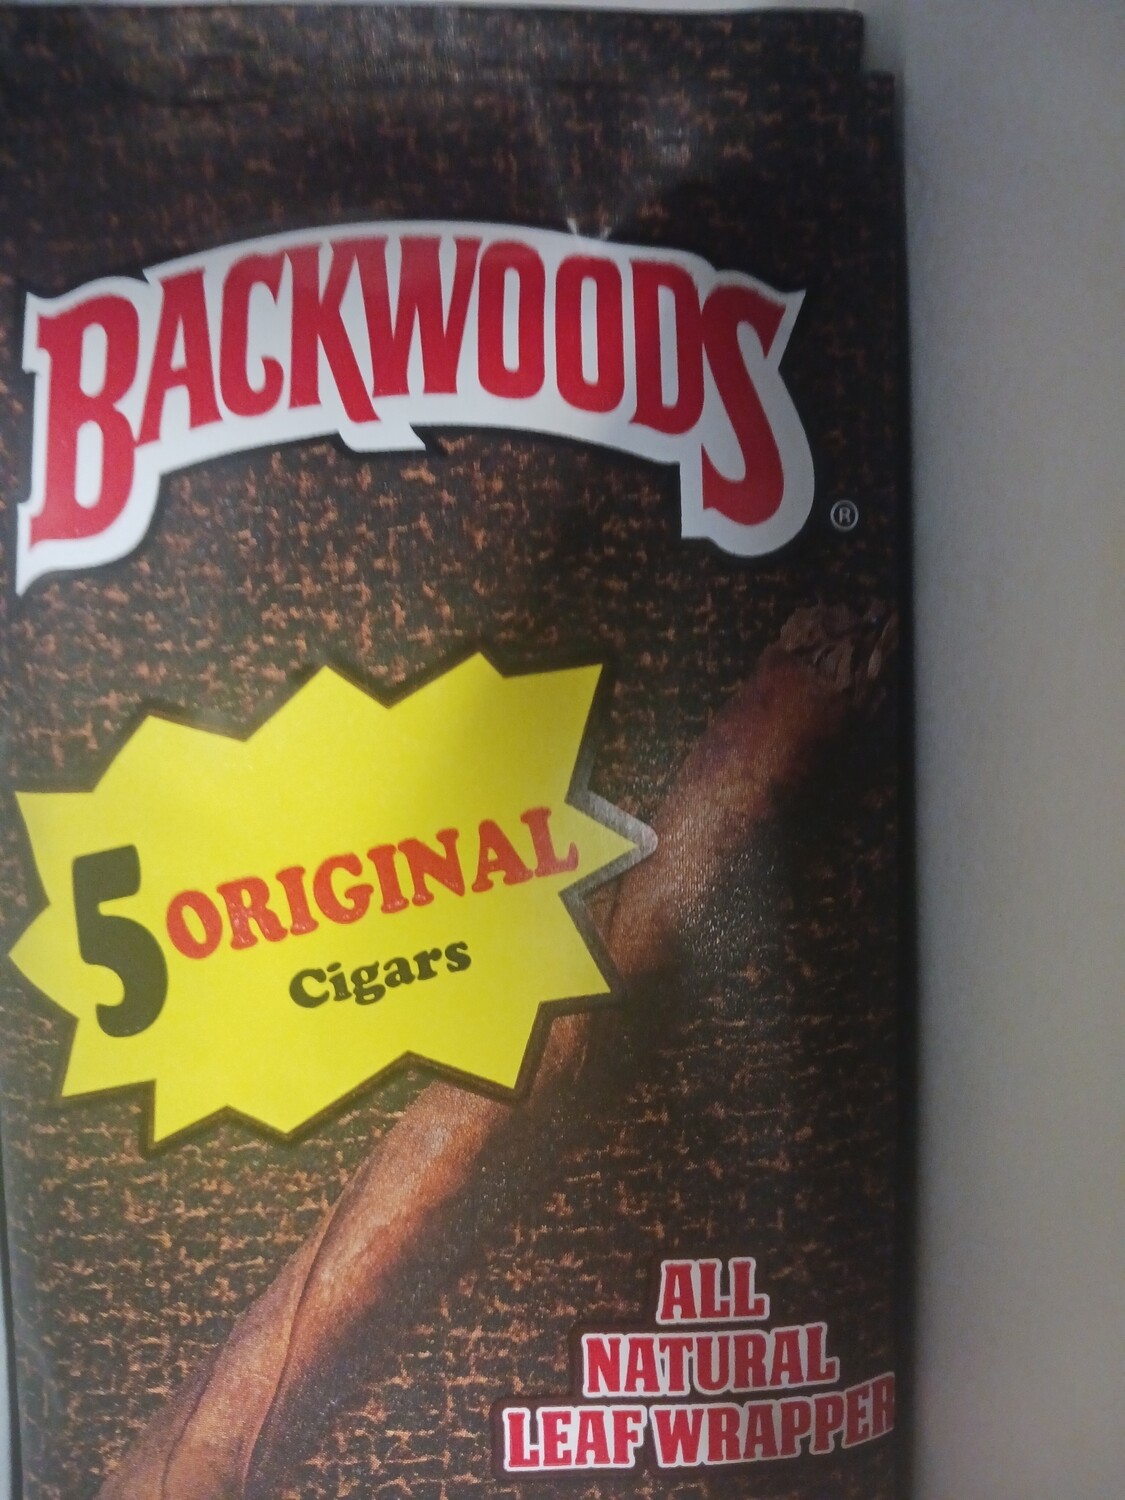 BACKWOODS®
5 ORIGINAL
Cigars
ALL
NATURAL
LEAF WRAPPER